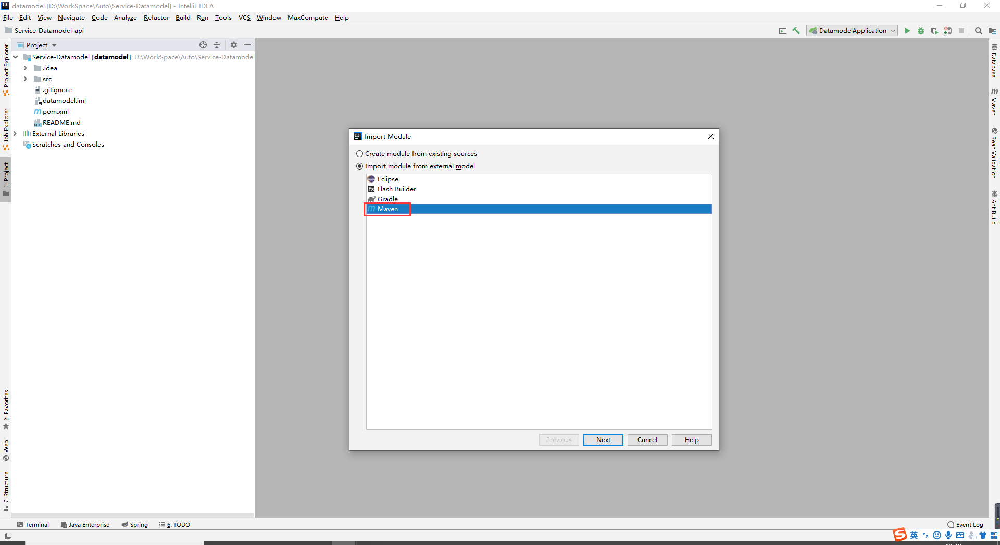 datamodel [D:\WorkSpace\Auto\Service-Datamodel] - IntelliJ IDEA
File Edit View Navigate Code Analyze Refactor Build Run Tools VCS Window MaxCompute Help
Service-Datamodel-api
DatamodelApplication
Project
Service-Datamodel [datamodel] D:\WorkSpace\Auto\Service-Datamodel
.idea
src
.gitignore
datamodel.iml
pom.xml
README.md
External Libraries
Scratches and Consoles
Project Explorer
Job Explorer
1: Project
2: Favorites
Web
7: Structure
Import Module
Create module from existing sources
Import module from external model
Eclipse
Flash Builder
Gradle
Maven
Previous
Next
Cancel
Help
Database
Maven
Bean Validation
Ant Build
Terminal
Java Enterprise
Spring
6: TODO
Event Log
英